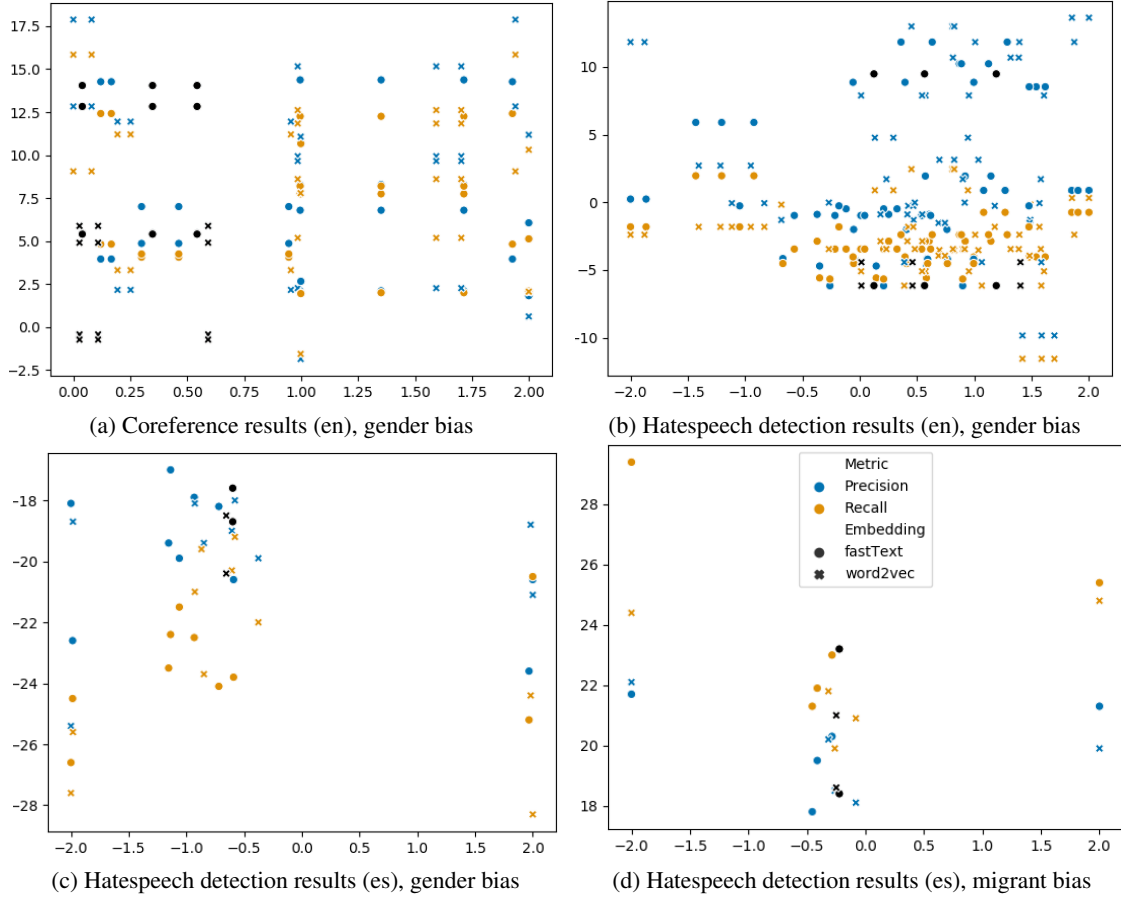 17.5
15.0
12.5
10.0
7.5
5.0
2.5
0.0
−2.5
0.00 0.25 0.50 0.75 1.00 1.25 1.50 1.75 2.00
(a) Coreference results (en), gender bias
10
5
0
−5
−10
−2.0 −1.5 −1.0 −0.5 0.0 0.5 1.0 1.5 2.0
(b) Hatespeech detection results (en), gender bias
−18
−20
−22
−24
−26
−28
−2.0 −1.5 −1.0 −0.5 0.0 0.5 1.0 1.5 2.0
(c) Hatespeech detection results (es), gender bias
28
26
24
22
20
18
Metric
Precision
Recall
Embedding
fastText
word2vec
−2.0 −1.5 −1.0 −0.5 0.0 0.5 1.0 1.5 2.0
(d) Hatespeech detection results (es), migrant bias